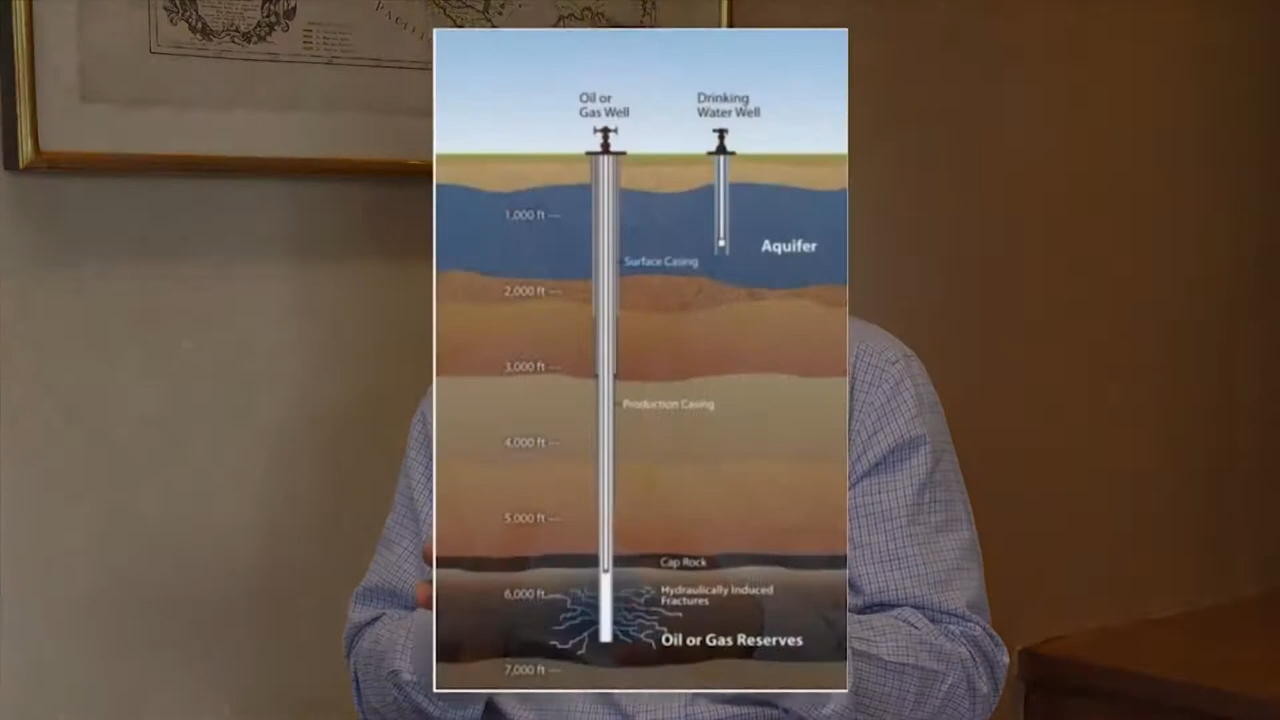 PACIFI
Oil or
Gas Well
Drinking
Water Well
1,000 ft
Aquifer
Surface Casing
2,000 ft
3,000 ft
Production Casing
4,000 ft
5,000 ft
Cap Rock
6,000 ft
Hydraulically Induced
Fractures
Oil or Gas Reserves
7,000 ft